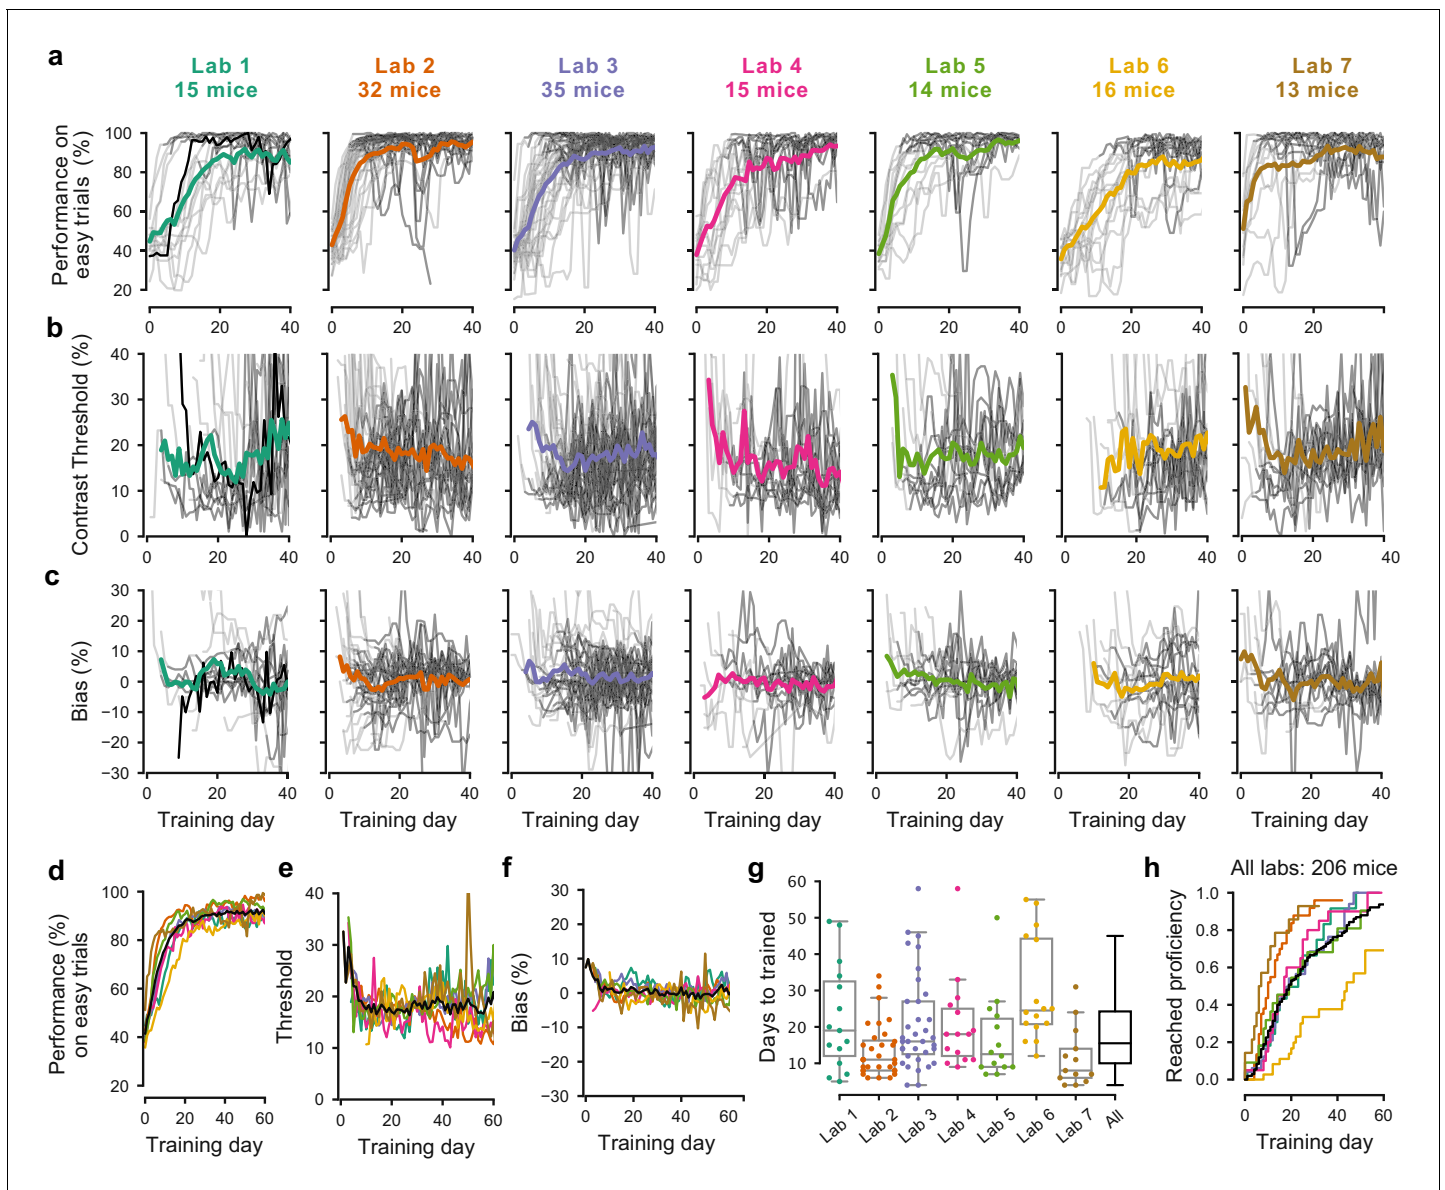 a
Lab 1 Lab 2 Lab 3 Lab 4 Lab 5 Lab 6 Lab 7
15 mice 32 mice 35 mice 15 mice 14 mice 16 mice 13 mice
Performance on
easy trials (%)
100
80
60
40
20
0 20 40 0 20 40 0 20 40 0 20 40 0 20 40 0 20 40 0 20
b
Contrast Threshold (%)
40
30
20
10
0
0 20 40 0 20 40 0 20 40 0 20 40 0 20 40 0 20 40 0 20 40
c
Bias (%)
30
20
10
0
−10
−20
−30
0 20 40 0 20 40 0 20 40 0 20 40 0 20 40 0 20 40 0 20 40
Training day Training day Training day Training day Training day Training day Training day
d
Performance (%)
on easy trials
100
80
60
40
20
0 20 40 60
Training day
e
Threshold
40
30
20
10
0
0 20 40 60
Training day
f
Bias (%)
30
20
10
0
−10
−20
−30
0 20 40 60
Training day
g
Days to trained
60
50
40
30
20
10
Lab 1 Lab 2 Lab 3 Lab 4 Lab 5 Lab 6 Lab 7 All
h
All labs: 206 mice
Reached proficiency
1.0
0.8
0.6
0.4
0.2
0.0
0 20 40 60
Training day